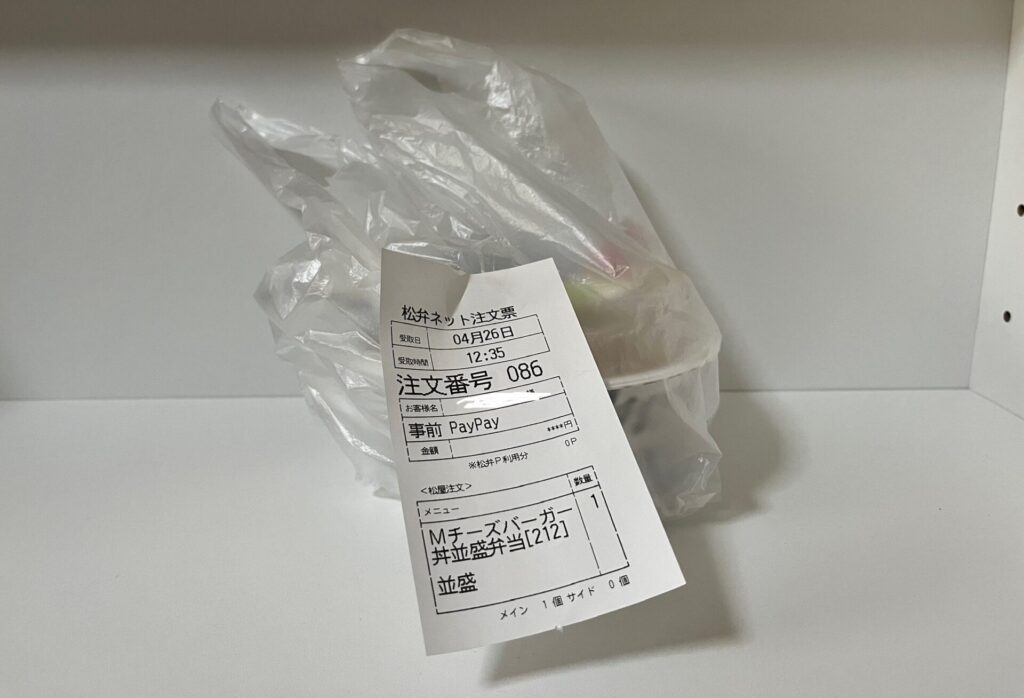 松弁ネット注文票
受取日 04月26日
受取時間 12:35
注文番号 086
お客様名 様
事前 PayPay
金額 ****円
0P
※松弁P利用分
<松屋注文>
メニュー 数量
Mチーズバーガー 1
丼並盛弁当[212]
並盛
メイン 1個 サイド 0個